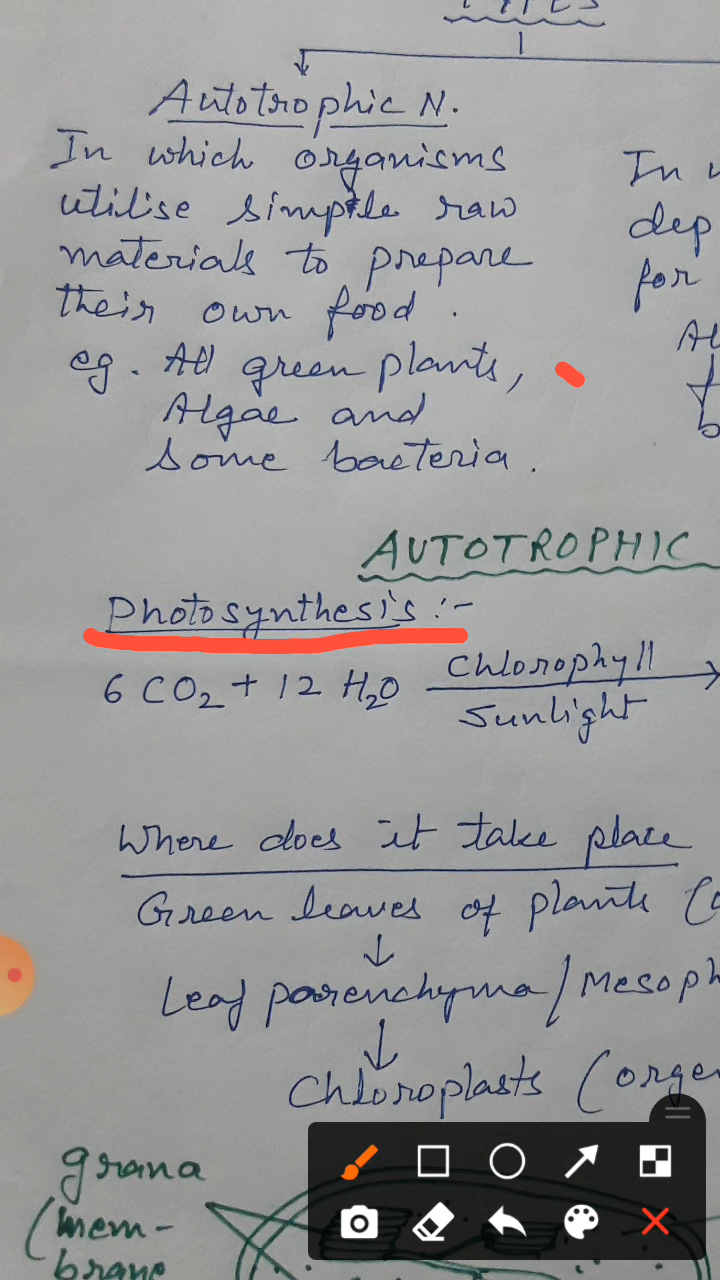 TYPES
Autotrophic N.
In which organisms
utilise simple raw
materials to prepare
their own food.
eg. All green plants,
Algae and
some bacteria.
In
dep
for
AUTOTROPHIC
Photosynthesis :-
6 CO₂ + 12 H₂O Chlorophyll
Sunlight
Where does it take place
Green leaves of plants (
↓
Leaf parenchyma / Mesoph
↓
Chloroplasts (orge
grana
(mem-
brane